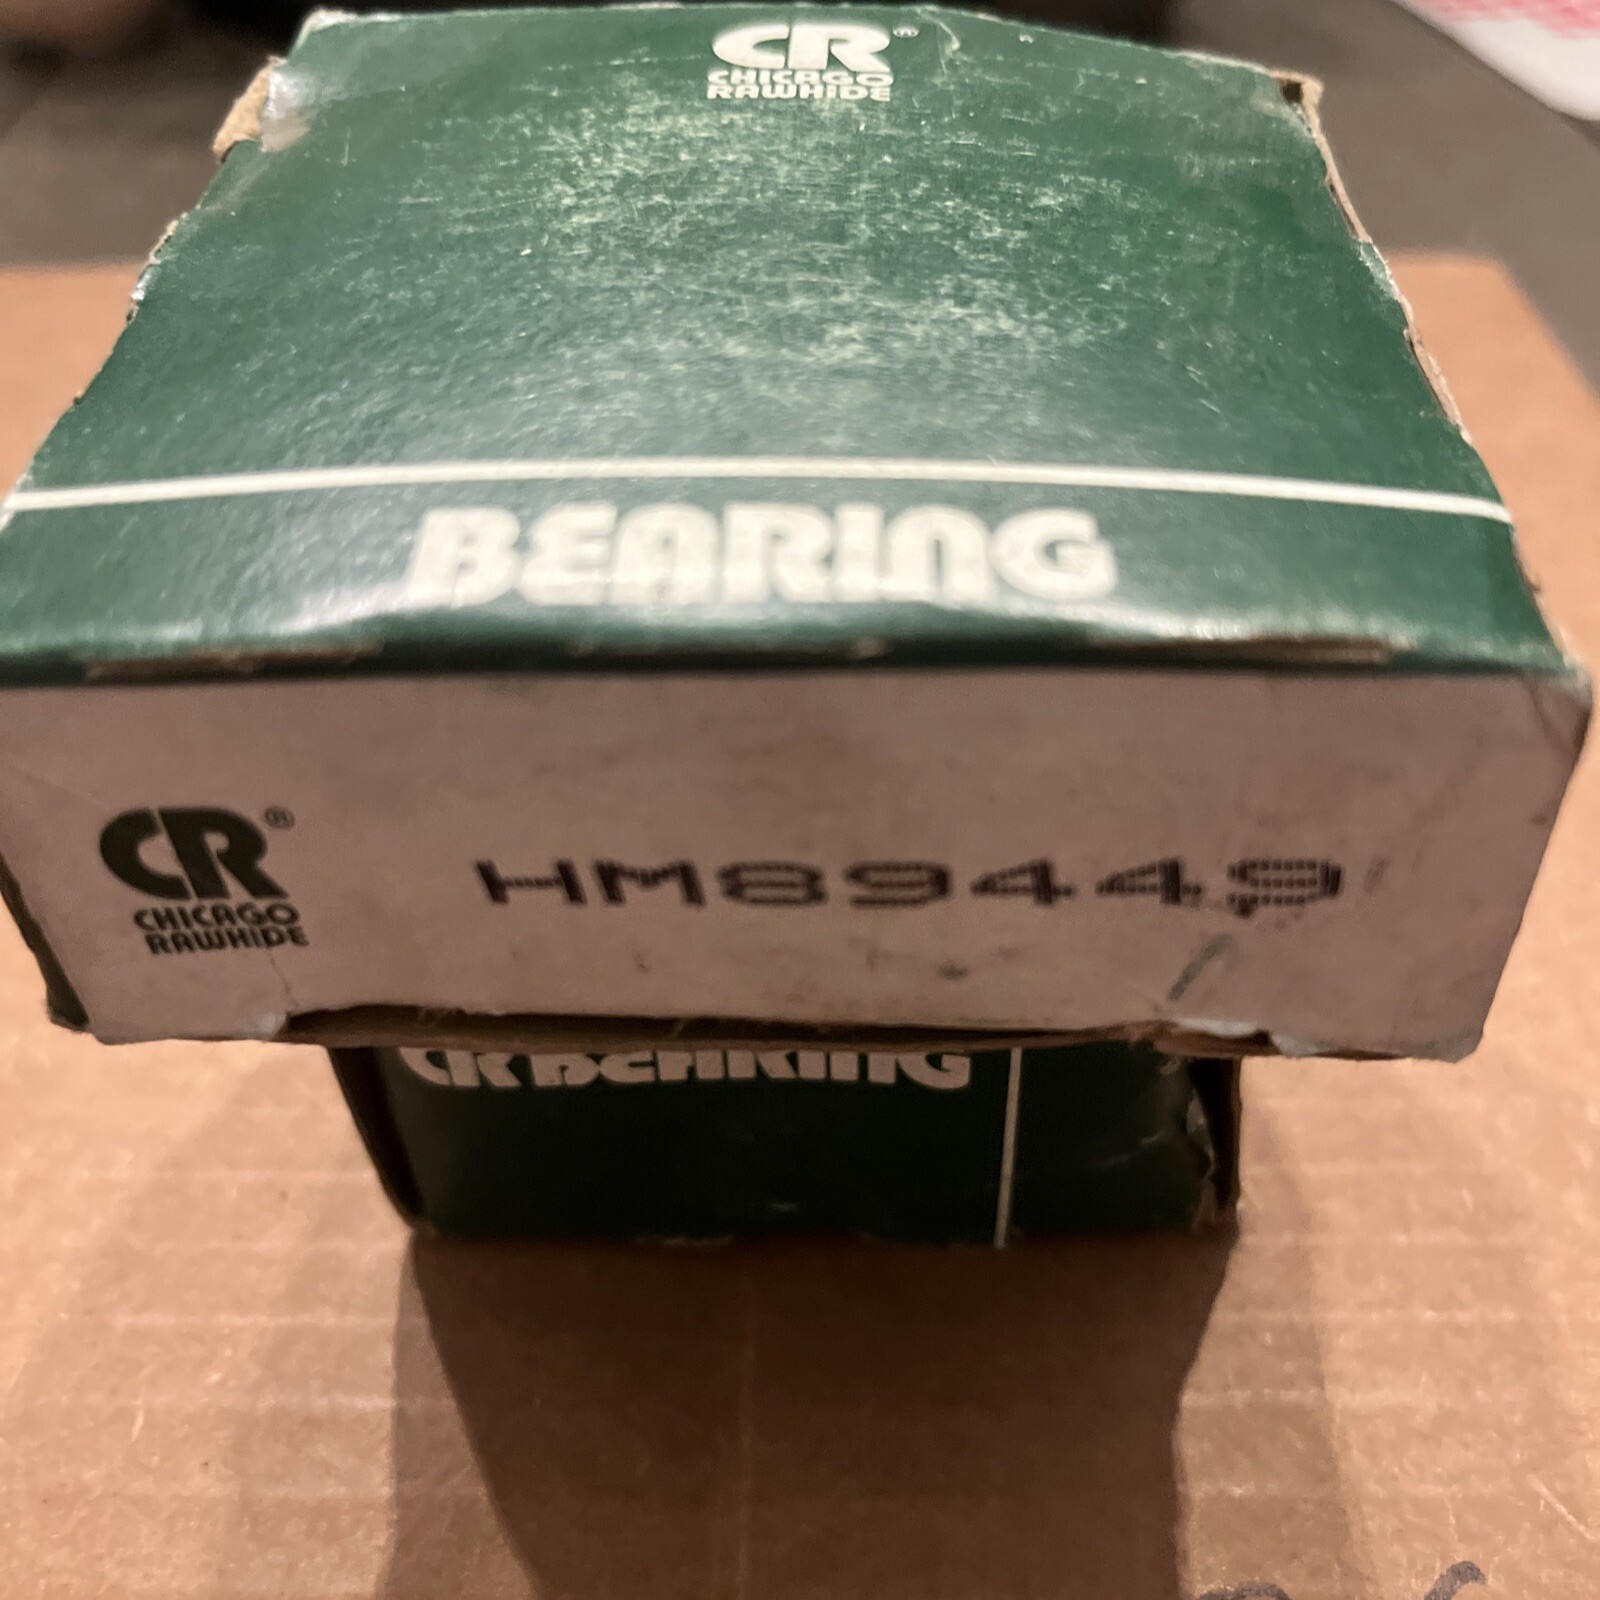 CR®
CHICAGO
RAWHIDE
BEARING
CR®
CHICAGO
RAWHIDE
HM89449
CR BEARING